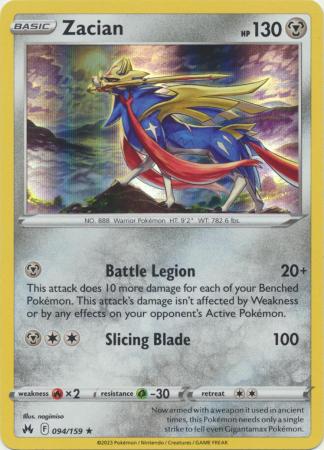 BASIC Zacian HP 130
NO. 888 Warrior Pokémon HT: 9'2" WT: 782.6 lbs.
Battle Legion 20+
This attack does 10 more damage for each of your Benched
Pokémon. This attack's damage isn't affected by Weakness
or by any effects on your opponent's Active Pokémon.
Slicing Blade 100
weakness ×2 resistance -30 retreat
Illus. nagimiso
F 094/159 ★
Now armed with a weapon it used in ancient
times, this Pokémon needs only a single
strike to fell even Gigantamax Pokémon.
©2023 Pokémon / Nintendo / Creatures / GAME FREAK